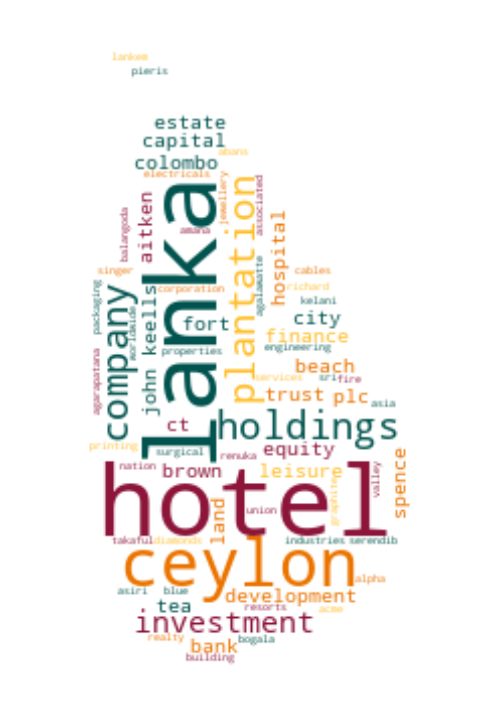 lankem
pieris
estate
capital
abans
colombo
electricals
lanka
plantation
jewellery
associated
aitken
balangoda
amana
hospital
singer
cables
corporation
richard
packaging
worldwide
company
john keells
agalawatte
kelani
fort
city
finance
properties
engineering
agarapatana
beach
services
sri
fire
trust
plc
asia
ct
holdings
printing
surgical
equity
renuka
nation
brown
leisure
valley
spence
hotel
graphite
union
land
takaful
diamonds
industries
serendib
ceylon
alpha
asiri
blue
development
tea
resorts
acme
investment
realty
bank
bogala
building